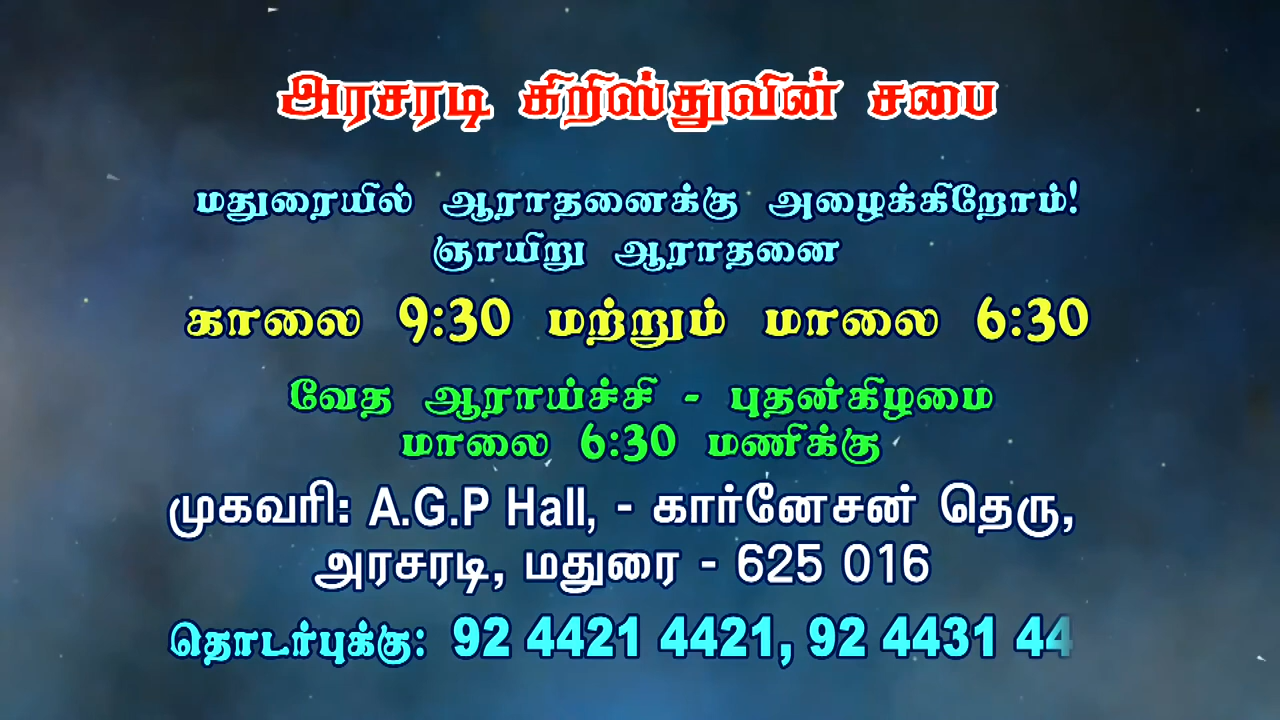 அரசரடி கிறிஸ்துவின் சபை
மதுரையில் ஆராதனைக்கு அழைக்கிறோம்!
ஞாயிறு ஆராதனை
காலை 9:30 மற்றும் மாலை 6:30
வேத ஆராய்ச்சி - புதன்கிழமை
மாலை 6:30 மணிக்கு
முகவரி: A.G.P Hall, - கார்னேசன் தெரு,
அரசரடி, மதுரை - 625 016
தொடர்புக்கு: 92 4421 4421, 92 4431 44